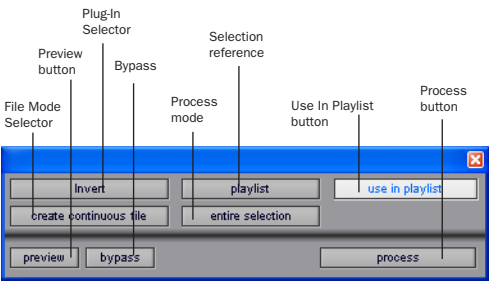 Plug-In
Selector
Selection
reference
Preview
button
Bypass
Process
button
File Mode
Selector
Process
mode
Use In Playlist
button
Invert
playlist
use in playlist
create continuous file
entire selection
preview
bypass
process